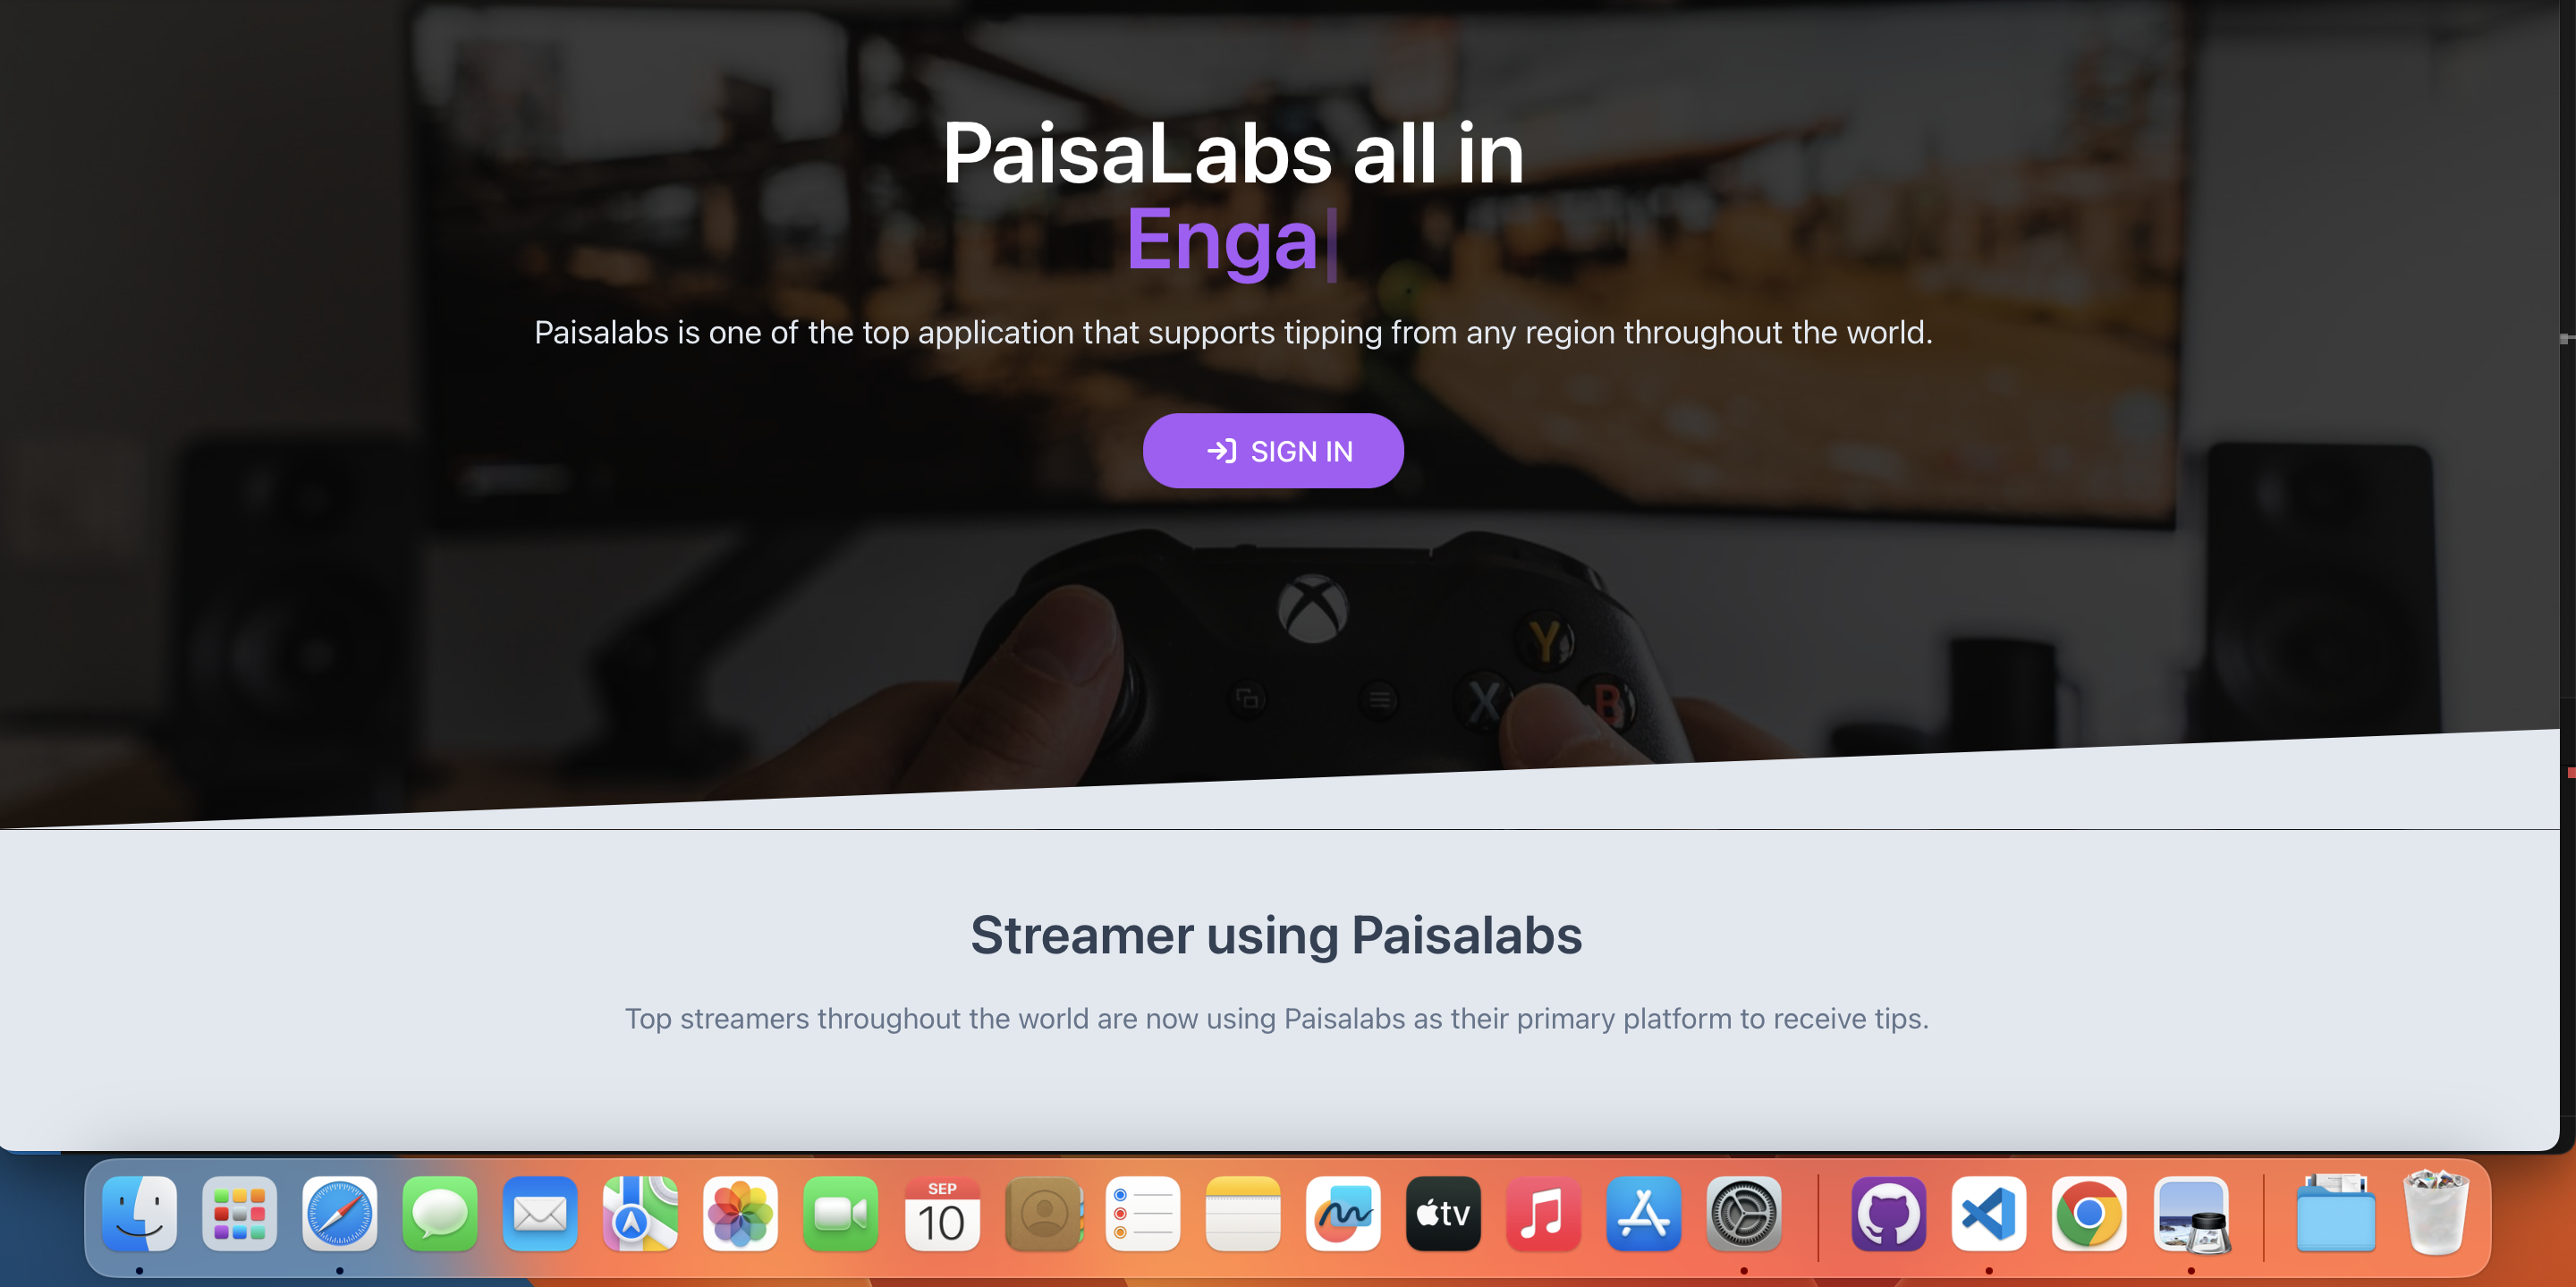 PaisaLabs all in
Enga
Paisalabs is one of the top application that supports tipping from any region throughout the world.
SIGN IN
Y
X
B
Streamer using Paisalabs
Top streamers throughout the world are now using Paisalabs as their primary platform to receive tips.
SEP
10
tv